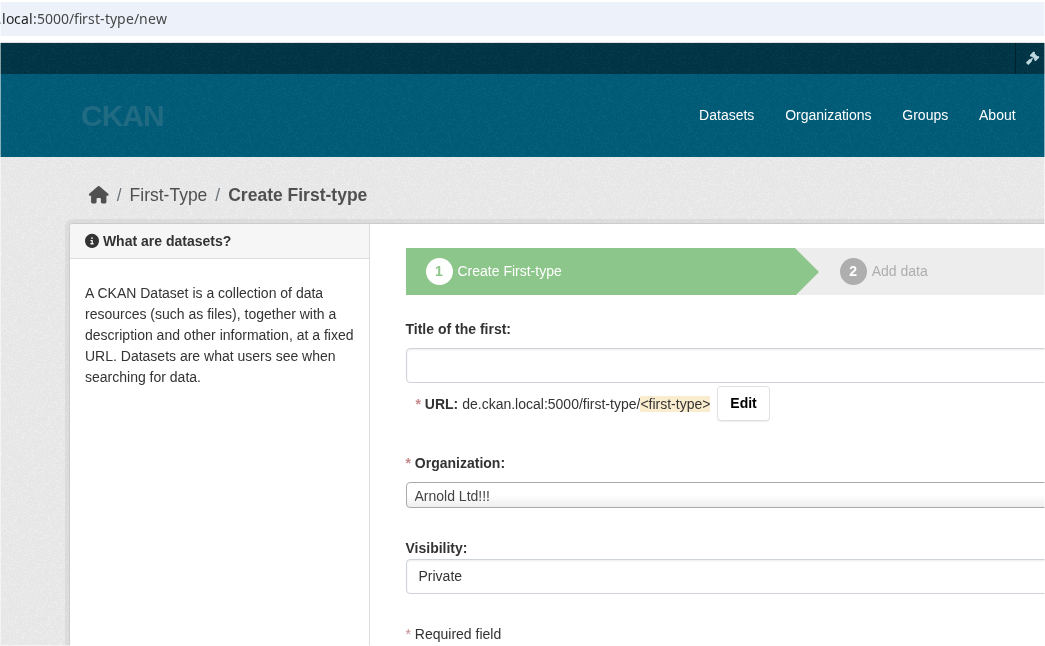 .local:5000/first-type/new
CKAN
Datasets Organizations Groups About
/ First-Type / Create First-type
What are datasets?
A CKAN Dataset is a collection of data
resources (such as files), together with a
description and other information, at a fixed
URL. Datasets are what users see when
searching for data.
1 Create First-type 2 Add data
Title of the first:
* URL: de.ckan.local:5000/first-type/<first-type> Edit
* Organization:
Arnold Ltd!!!
Visibility:
Private
* Required field